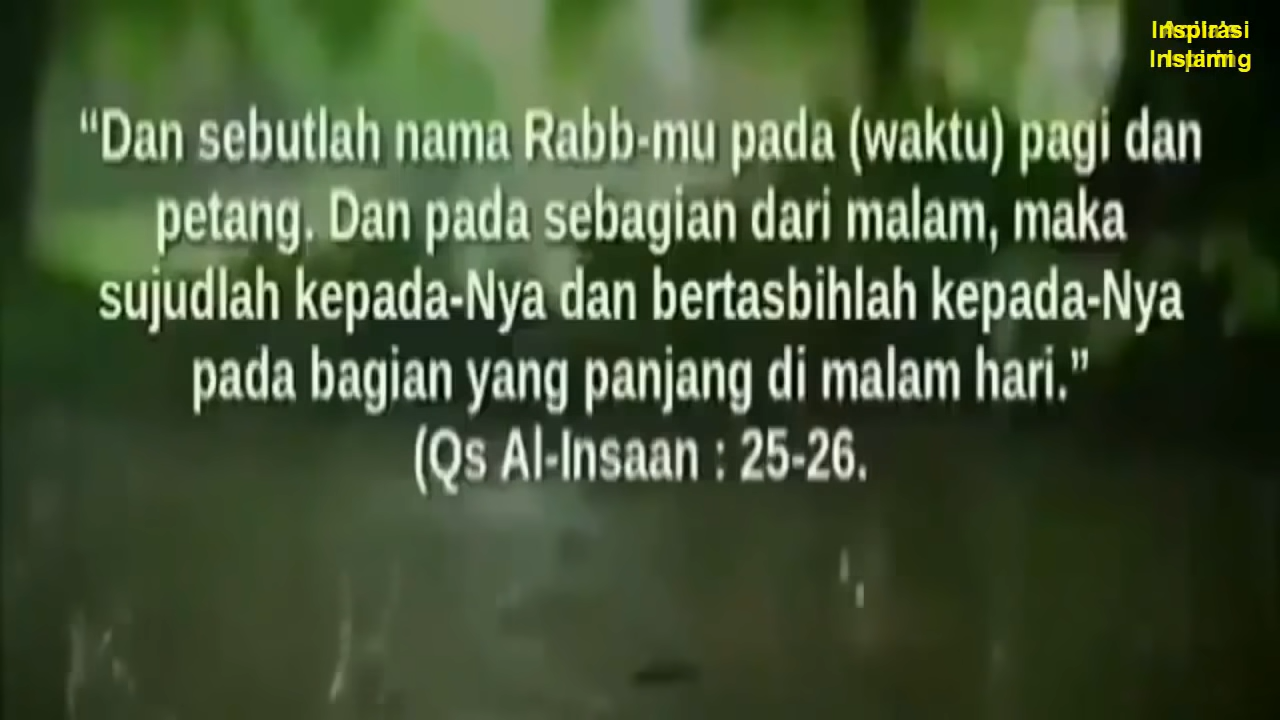 “Dan sebutlah nama Rabb-mu pada (waktu) pagi dan
petang. Dan pada sebagian dari malam, maka
sujudlah kepada-Nya dan bertasbihlah kepada-Nya
pada bagian yang panjang di malam hari.”
(Qs Al-Insaan : 25-26.